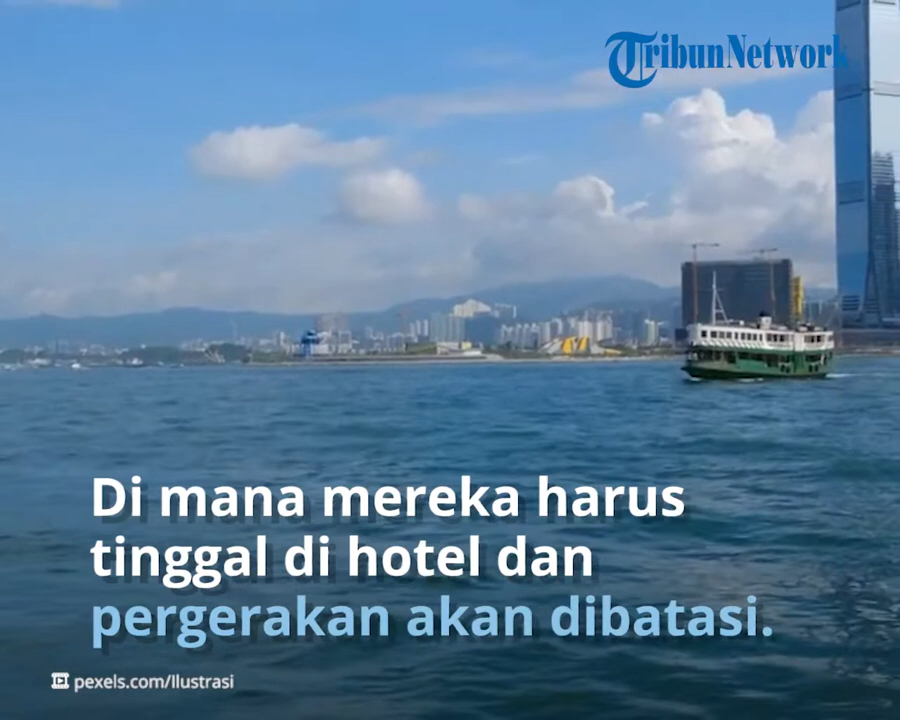 TribunNetwork
Di mana mereka harus
tinggal di hotel dan
pergerakan akan dibatasi.
pexels.com/Ilustrasi